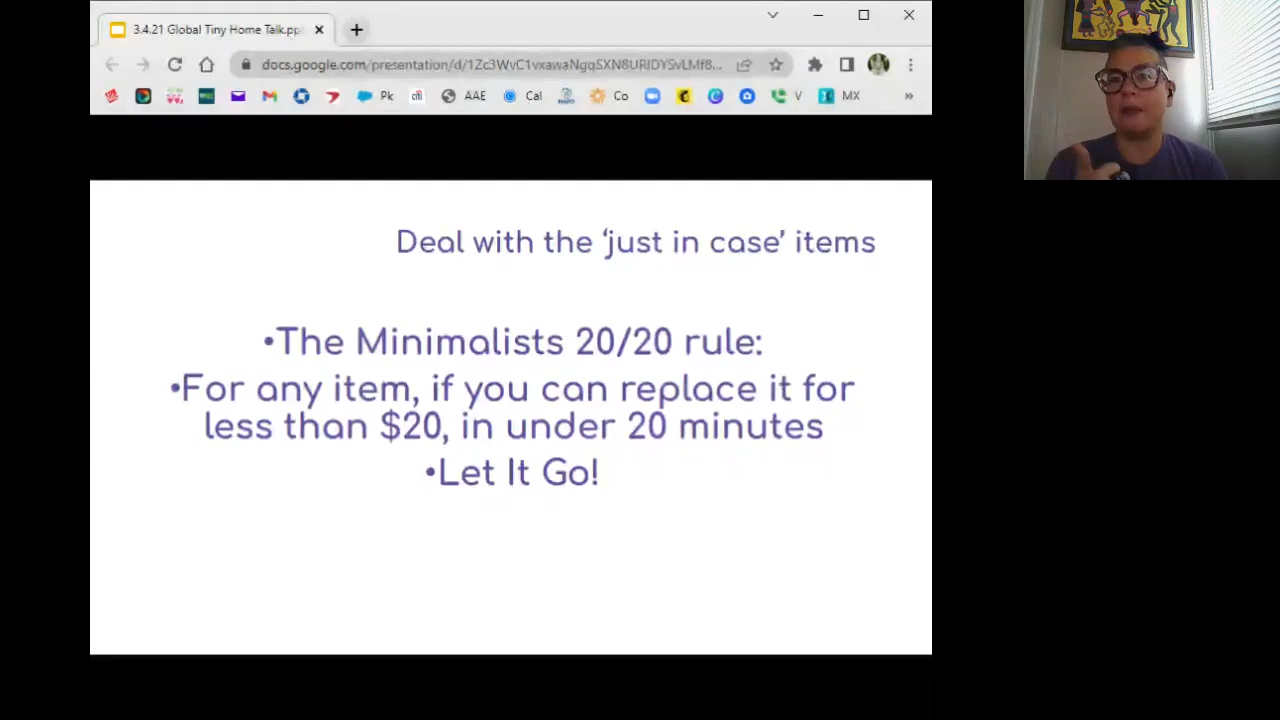 3.4.21 Global Tiny Home Talk.pp
docs.google.com/presentation/d/1Zc3WvC1vxawaNgqSXN8URIDYSvLMf8...
Pk
citi
AAE
Cal
Co
V
MX
»
Deal with the ‘just in case’ items
•The Minimalists 20/20 rule:
•For any item, if you can replace it for
less than $20, in under 20 minutes
•Let It Go!